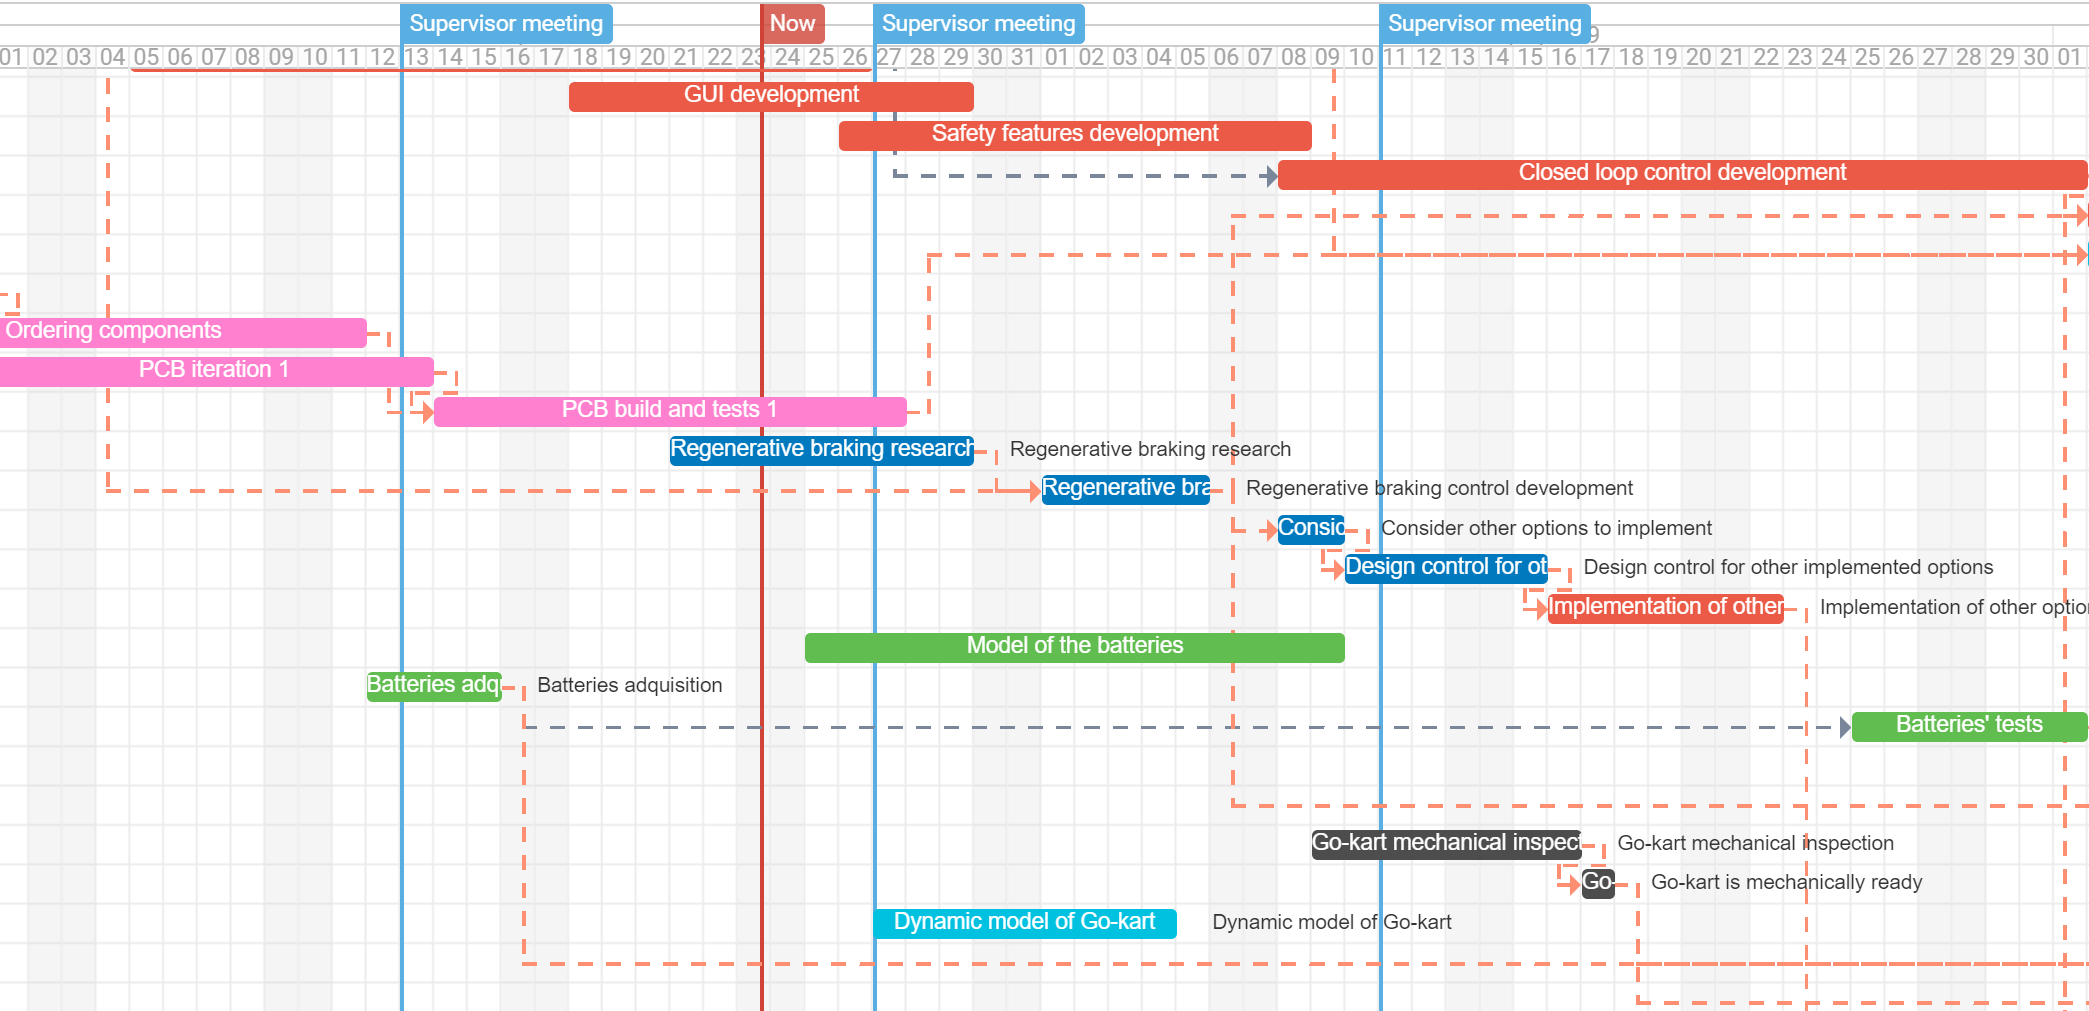 Supervisor meeting Now Supervisor meeting Supervisor meeting 9
01 02 03 04 05 06 07 08 09 10 11 12 13 14 15 16 17 18 19 20 21 22 23 24 25 26 27 28 29 30 31 01 02 03 04 05 06 07 08 09 10 11 12 13 14 15 16 17 18 19 20 21 22 23 24 25 26 27 28 29 30 01
GUI development
Safety features development
Closed loop control development
Ordering components
PCB iteration 1
PCB build and tests 1
Regenerative braking research Regenerative braking research
Regenerative bra Regenerative braking control development
Consid Consider other options to implement
Design control for ot Design control for other implemented options
Implementation of other Implementation of other optio
Model of the batteries
Batteries adq Batteries adquisition
Batteries' tests
Go-kart mechanical inspect Go-kart mechanical inspection
Go- Go-kart is mechanically ready
Dynamic model of Go-kart Dynamic model of Go-kart